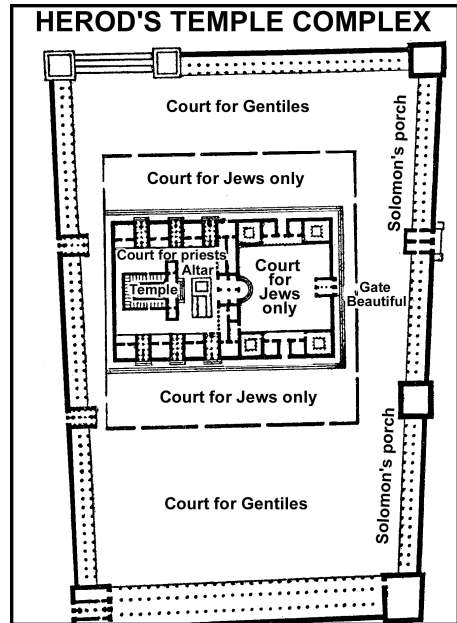 HEROD'S TEMPLE COMPLEX
Court for Gentiles
Solomon's porch
Court for Jews only
Court for priests
Altar
Temple
Court
for
Jews
only
Gate
Beautiful
Court for Jews only
Solomon's porch
Court for Gentiles